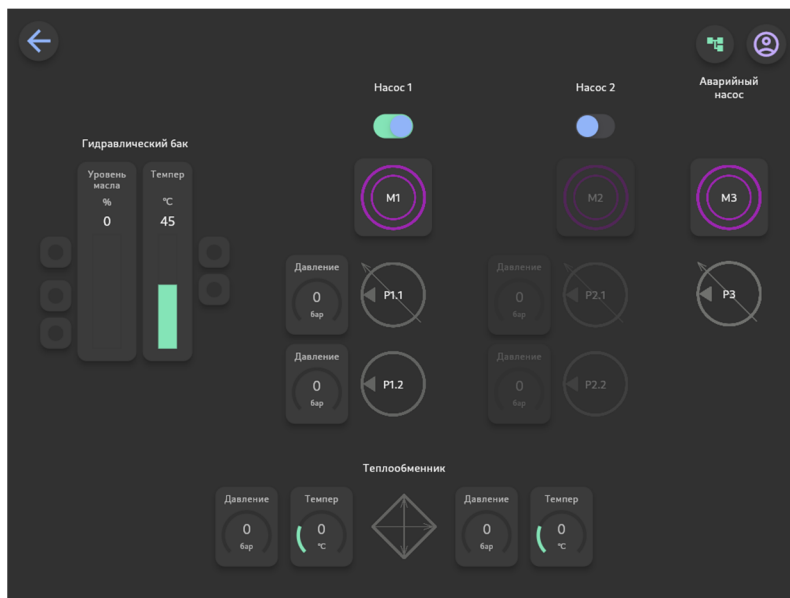 Насос 1
Насос 2
Аварийный
насос
Гидравлический бак
Уровень
масла
%
0
Темпер
°C
45
M1
M2
M3
Давление
0
бар
P1.1
Давление
0
бар
P2.1
P3
Давление
0
бар
P1.2
Давление
0
бар
P2.2
Теплообменник
Давление
0
бар
Темпер
0
°C
Давление
0
бар
Темпер
0
°C